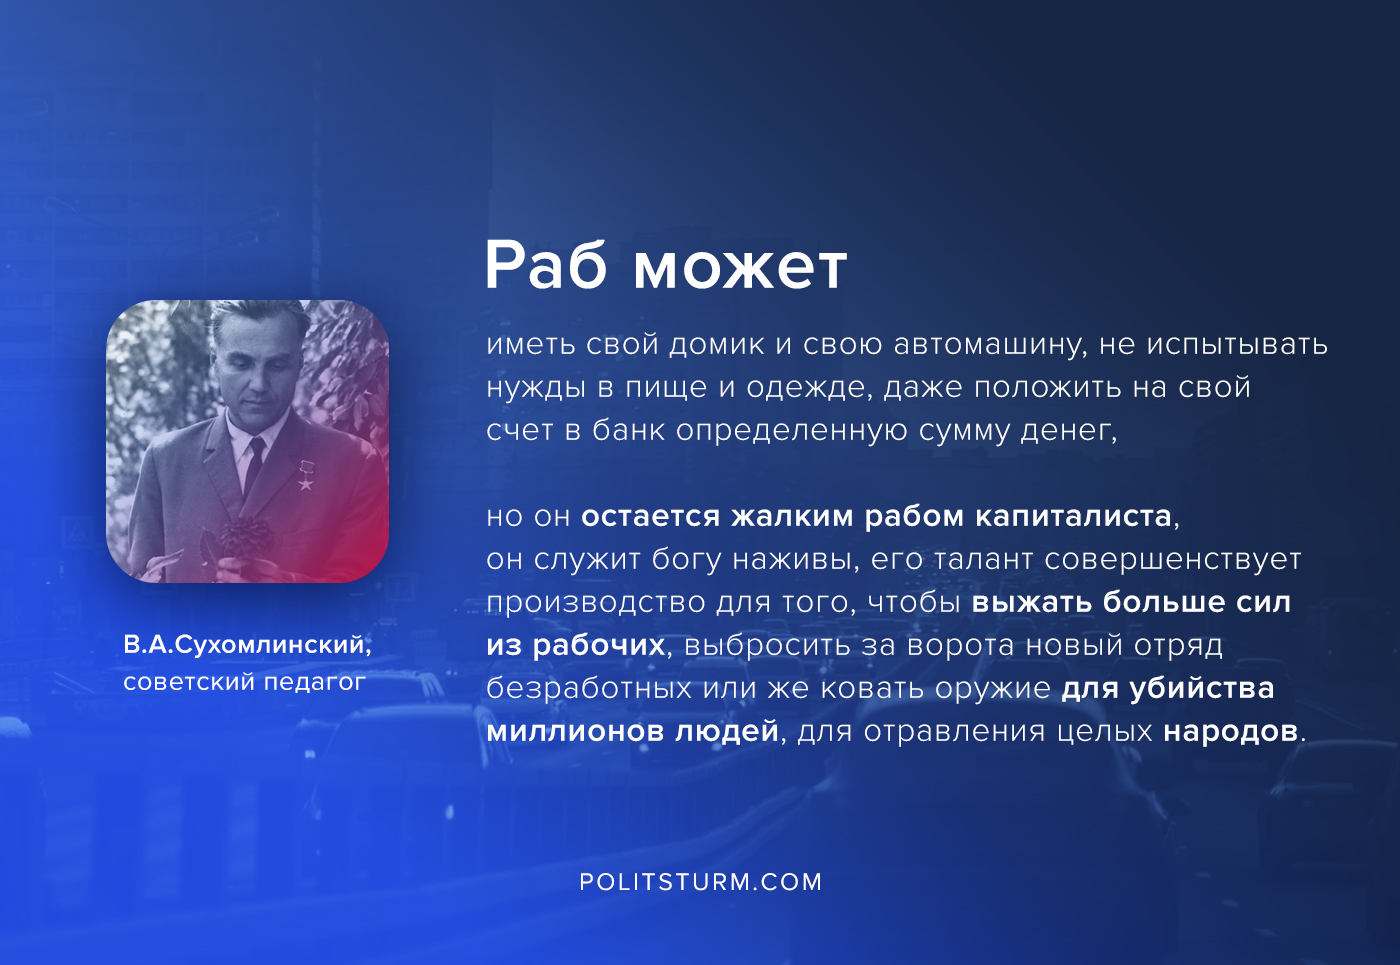 Раб может
иметь свой домик и свою автомашину, не испытывать
нужды в пище и одежде, даже положить на свой
счет в банк определенную сумму денег,
но он остается жалким рабом капиталиста,
он служит богу наживы, его талант совершенствует
производство для того, чтобы выжать больше сил
из рабочих, выбросить за ворота новый отряд
безработных или же ковать оружие для убийства
миллионов людей, для отравления целых народов.
В.А.Сухомлинский,
советский педагог
POLITSTURM.COM